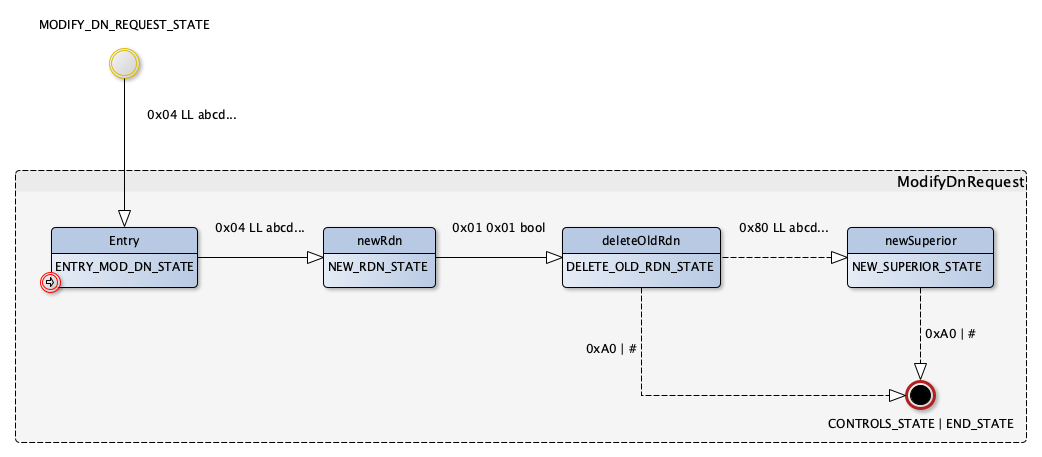 MODIFY_DN_REQUEST_STATE
0x04 LL abcd...
ModifyDnRequest
Entry
ENTRY_MOD_DN_STATE
0x04 LL abcd...
newRdn
NEW_RDN_STATE
0x01 0x01 bool
deleteOldRdn
DELETE_OLD_RDN_STATE
0x80 LL abcd...
newSuperior
NEW_SUPERIOR_STATE
0xA0 | #
0xA0 | #
CONTROLS_STATE | END_STATE